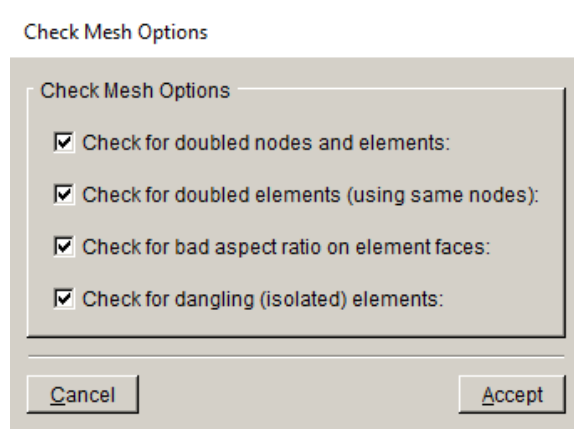 Check Mesh Options
Check Mesh Options
Check for doubled nodes and elements:
Check for doubled elements (using same nodes):
Check for bad aspect ratio on element faces:
Check for dangling (isolated) elements:
Cancel
Accept